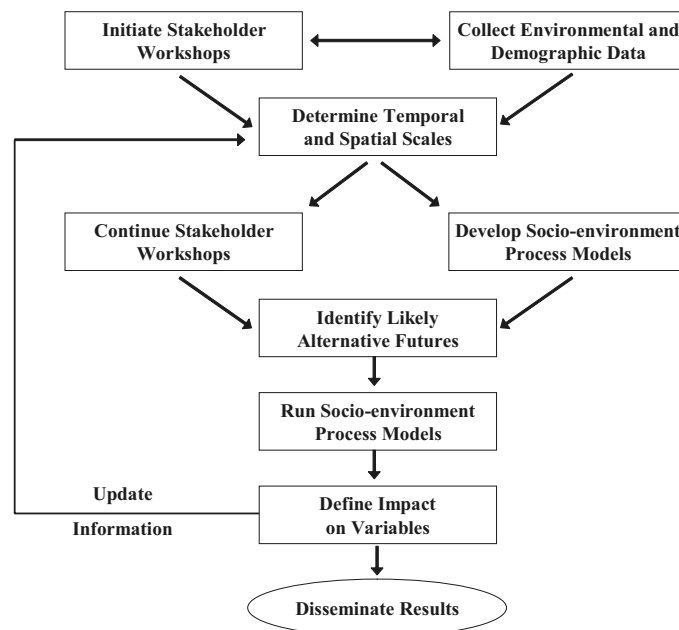 Initiate Stakeholder
Workshops
Collect Environmental and
Demographic Data
Determine Temporal
and Spatial Scales
Continue Stakeholder
Workshops
Develop Socio-environment
Process Models
Identify Likely
Alternative Futures
Run Socio-environment
Process Models
Update
Information
Define Impact
on Variables
Disseminate Results